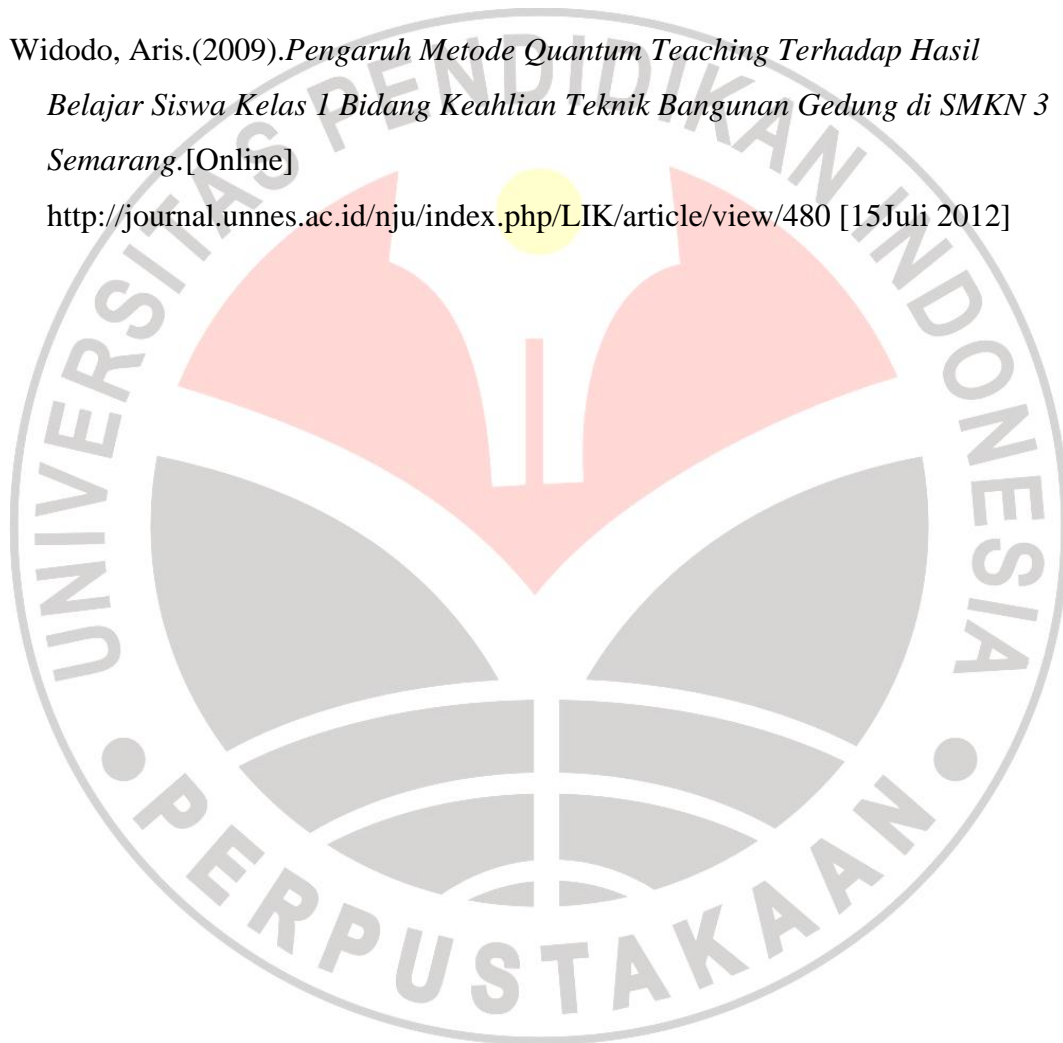 Widodo, Aris.(2009).Pengaruh Metode Quantum Teaching Terhadap Hasil
Belajar Siswa Kelas 1 Bidang Keahlian Teknik Bangunan Gedung di SMKN 3
Semarang.[Online]
http://journal.unnes.ac.id/nju/index.php/LIK/article/view/480 [15Juli 2012]
UNIVERSITAS PENDIDIKAN INDONESIA
PERPUSTAKAAN